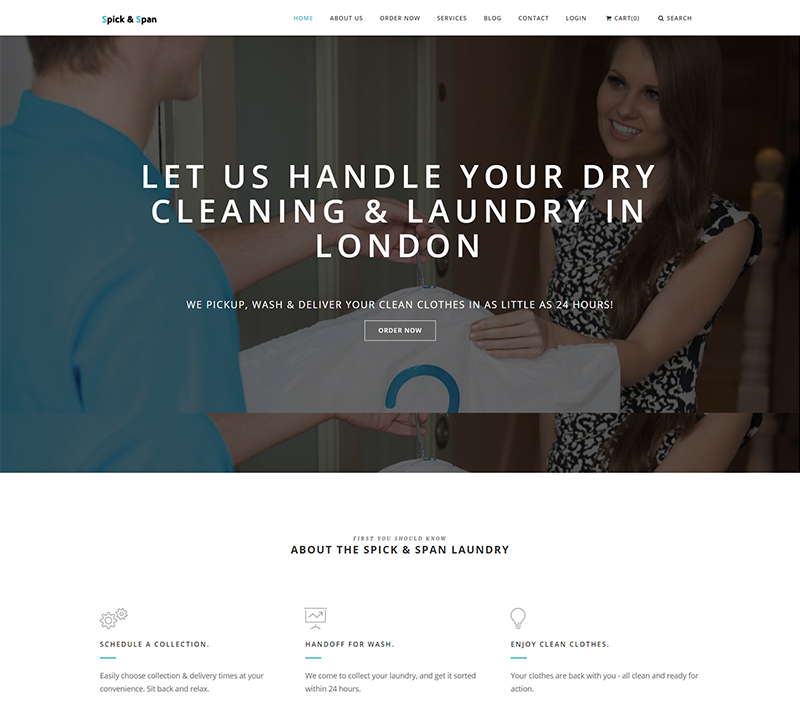 Spick & Span
HOME ABOUT US ORDER NOW SERVICES BLOG CONTACT LOGIN CART(0) SEARCH
LET US HANDLE YOUR DRY
CLEANING & LAUNDRY IN
LONDON
WE PICKUP, WASH & DELIVER YOUR CLEAN CLOTHES IN AS LITTLE AS 24 HOURS!
ORDER NOW
FIRST YOU SHOULD KNOW
ABOUT THE SPICK & SPAN LAUNDRY
SCHEDULE A COLLECTION.
Easily choose collection & delivery times at your
convenience. Sit back and relax.
HANDOFF FOR WASH.
We come to collect your laundry, and get it sorted
within 24 hours.
ENJOY CLEAN CLOTHES.
Your clothes are back with you - all clean and ready for
action.